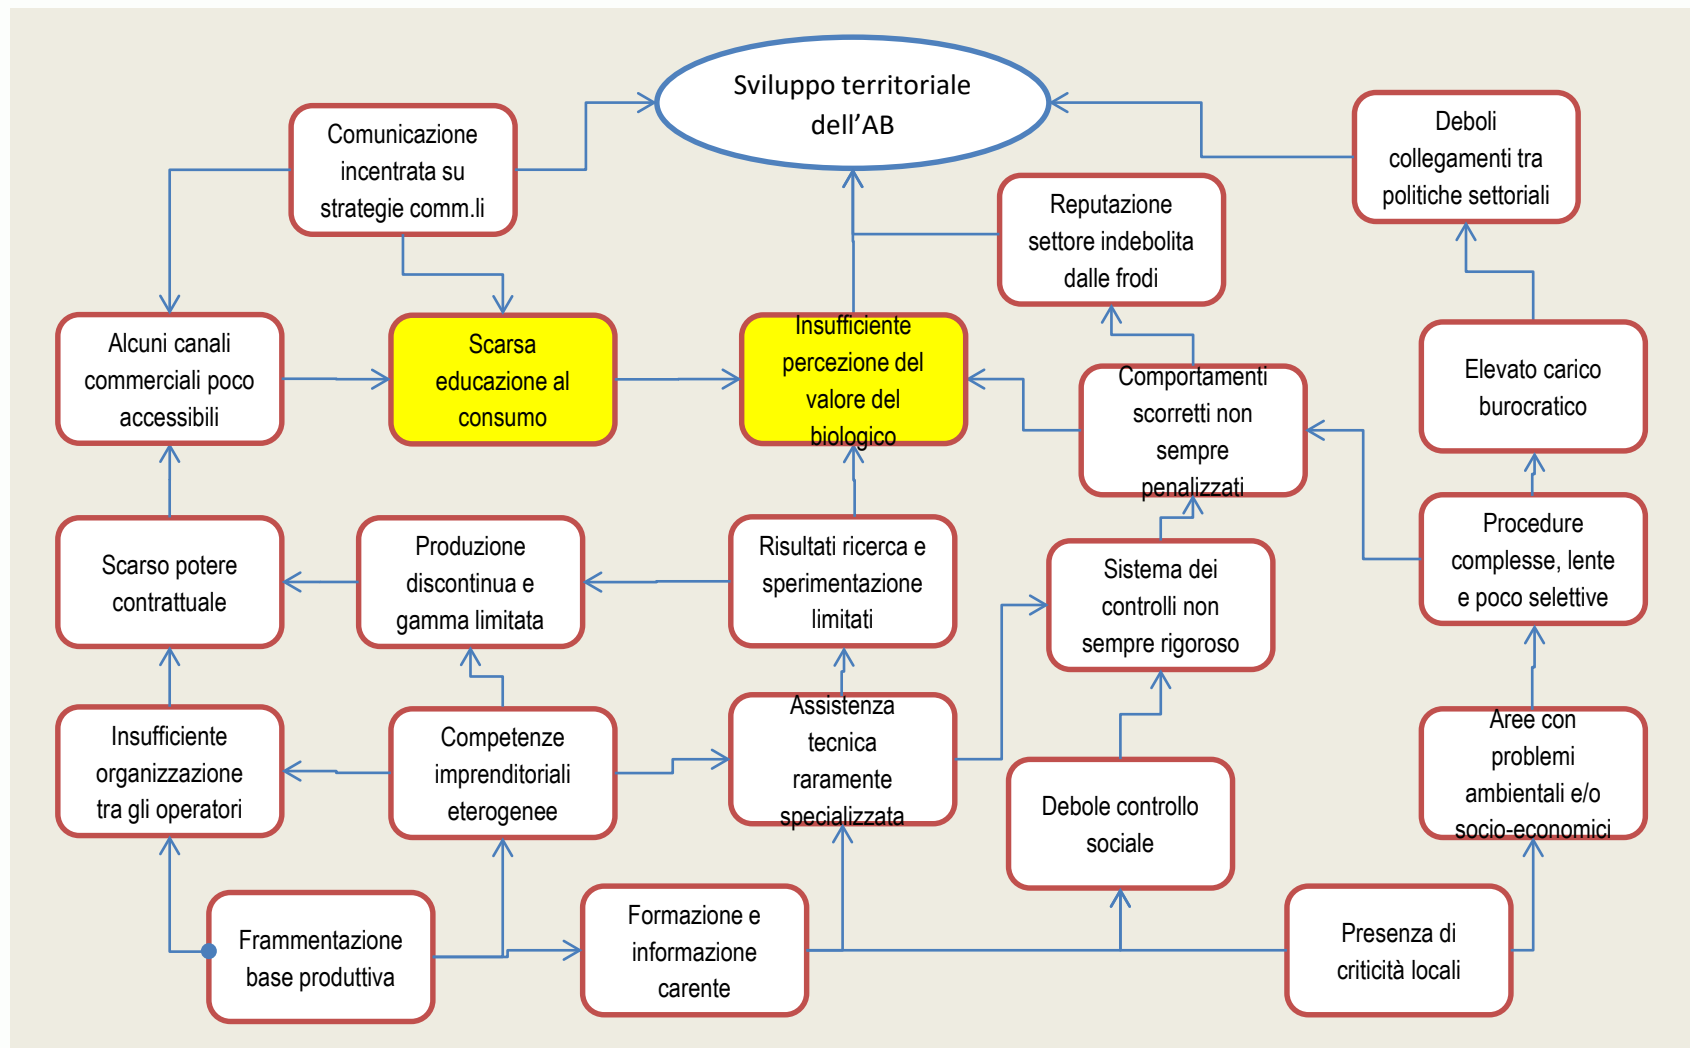 Sviluppo territoriale
dell'AB
Comunicazione
incentrata su
strategie comm.li
Deboli
collegamenti tra
politiche settoriali
Reputazione
settore indebolita
dalle frodi
Alcuni canali
commerciali poco
accessibili
Scarsa
educazione al
consumo
Insufficiente
percezione del
valore del
biologico
Comportamenti
scorretti non
sempre
penalizzati
Elevato carico
burocratico
Scarso potere
contrattuale
Produzione
discontinua e
gamma limitata
Risultati ricerca e
sperimentazione
limitati
Sistema dei
controlli non
sempre rigoroso
Procedure
complesse, lente
e poco selettive
Insufficiente
organizzazione
tra gli operatori
Competenze
imprenditoriali
eterogenee
Assistenza
tecnica
raramente
specializzata
Debole controllo
sociale
Aree con
problemi
ambientali e/o
socio-economici
Frammentazione
base produttiva
Formazione e
informazione
carente
Presenza di
criticità locali